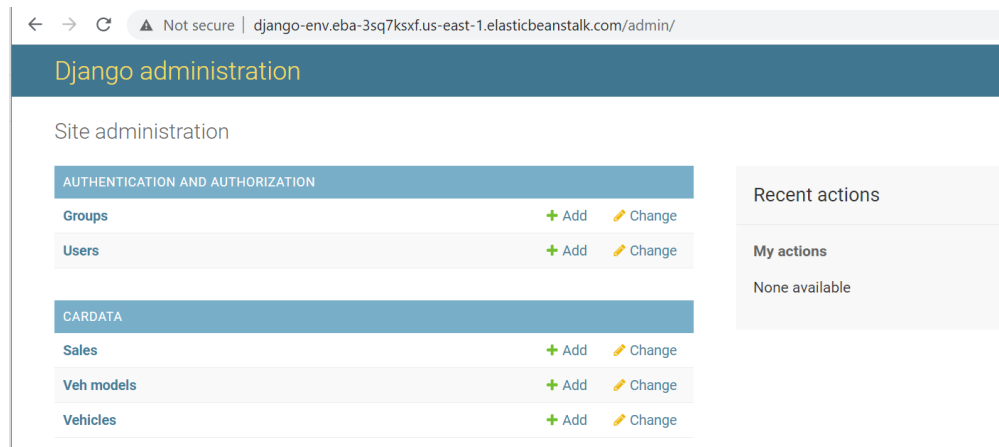 Not secure | django-env.eba-3sq7ksxf.us-east-1.elasticbeanstalk.com/admin/
Django administration
Site administration
AUTHENTICATION AND AUTHORIZATION
Groups Add Change
Users Add Change
CARDATA
Sales Add Change
Veh models Add Change
Vehicles Add Change
Recent actions
My actions
None available